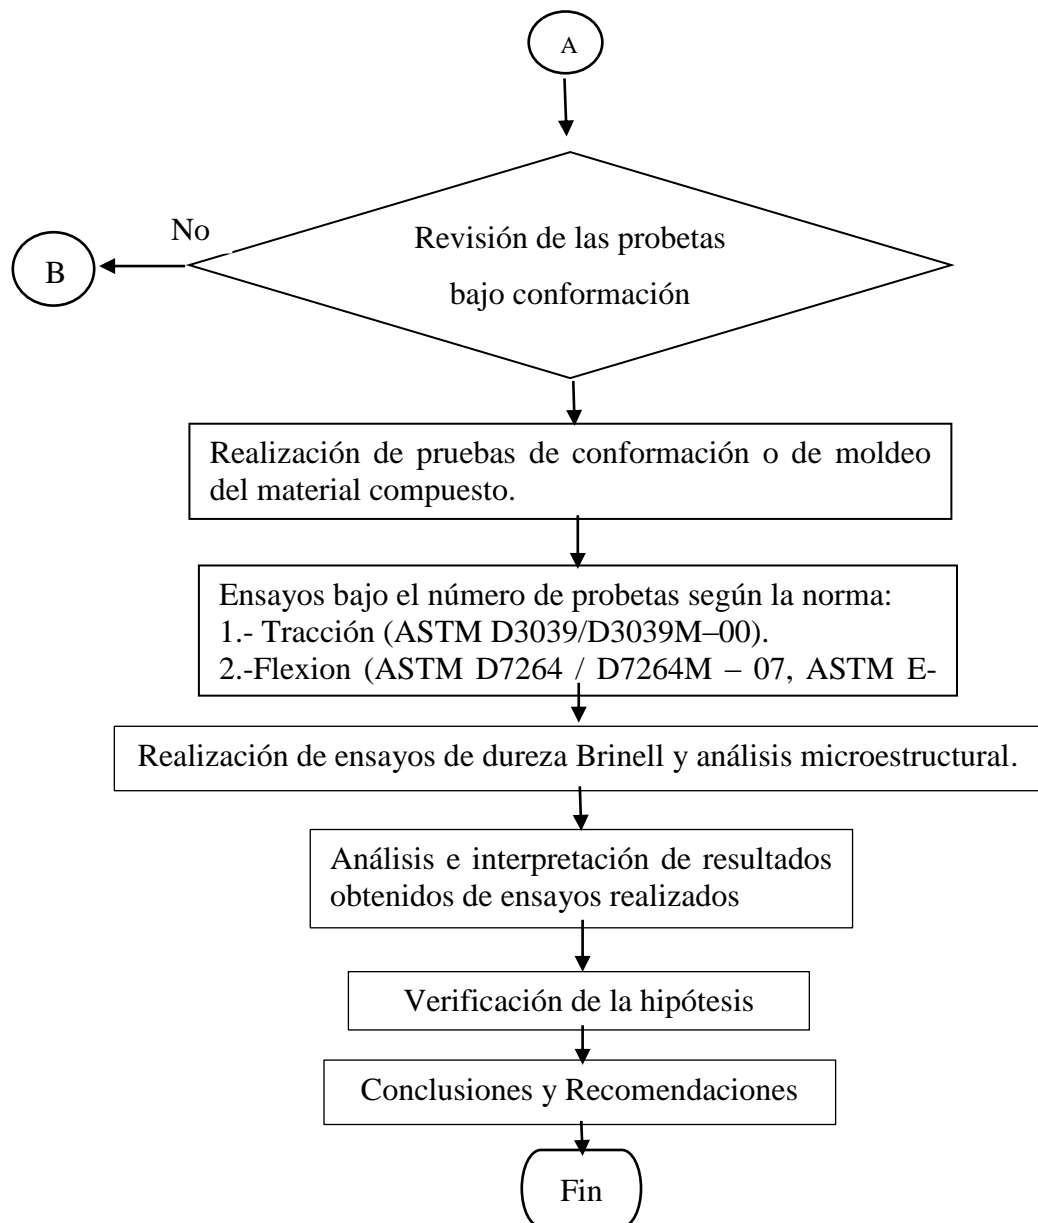 A
Revisión de las probetas
bajo conformación
No
B
Realización de pruebas de conformación o de moldeo
del material compuesto.
Ensayos bajo el número de probetas según la norma:
1.- Tracción (ASTM D3039/D3039M–00).
2.-Flexion (ASTM D7264 / D7264M – 07, ASTM E-
Realización de ensayos de dureza Brinell y análisis microestructural.
Análisis e interpretación de resultados
obtenidos de ensayos realizados
Verificación de la hipótesis
Conclusiones y Recomendaciones
Fin